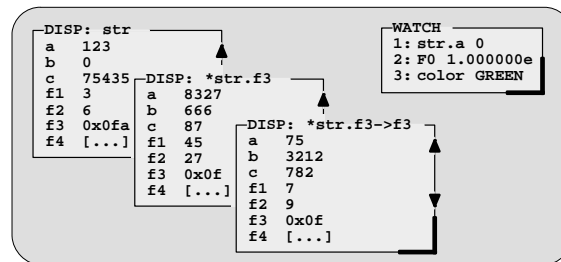 DISP: str
a 123
b 0
c 75435
f1 3
f2 6
f3 0x0fa
f4 [...]
DISP: *str.f3
a 8327
b 666
c 87
f1 45
f2 27
f3 0x0f
f4 [...]
DISP: *str.f3->f3
a 75
b 3212
c 782
f1 7
f2 9
f3 0x0f
f4 [...]
WATCH
1: str.a 0
2: F0 1.000000e
3: color GREEN